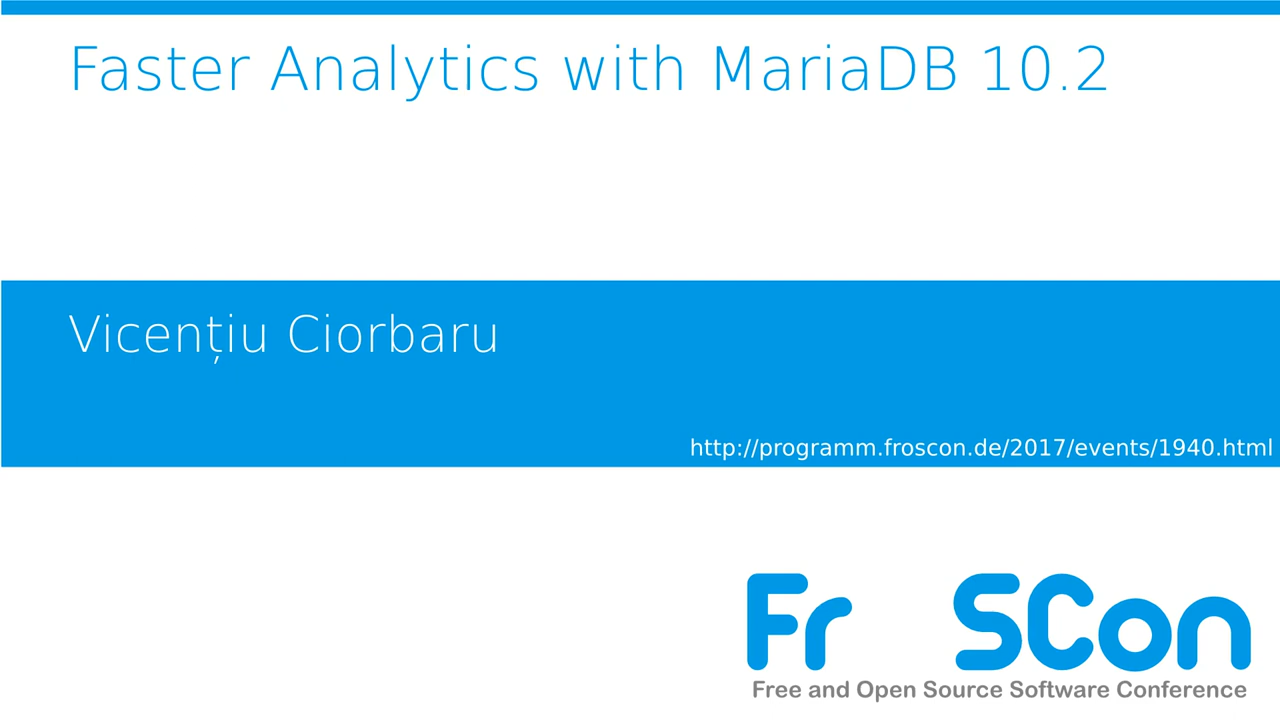 Faster Analytics with MariaDB 10.2
Vicențiu Ciorbaru
http://programm.froscon.de/2017/events/1940.html
Fr SCon
Free and Open Source Software Conference